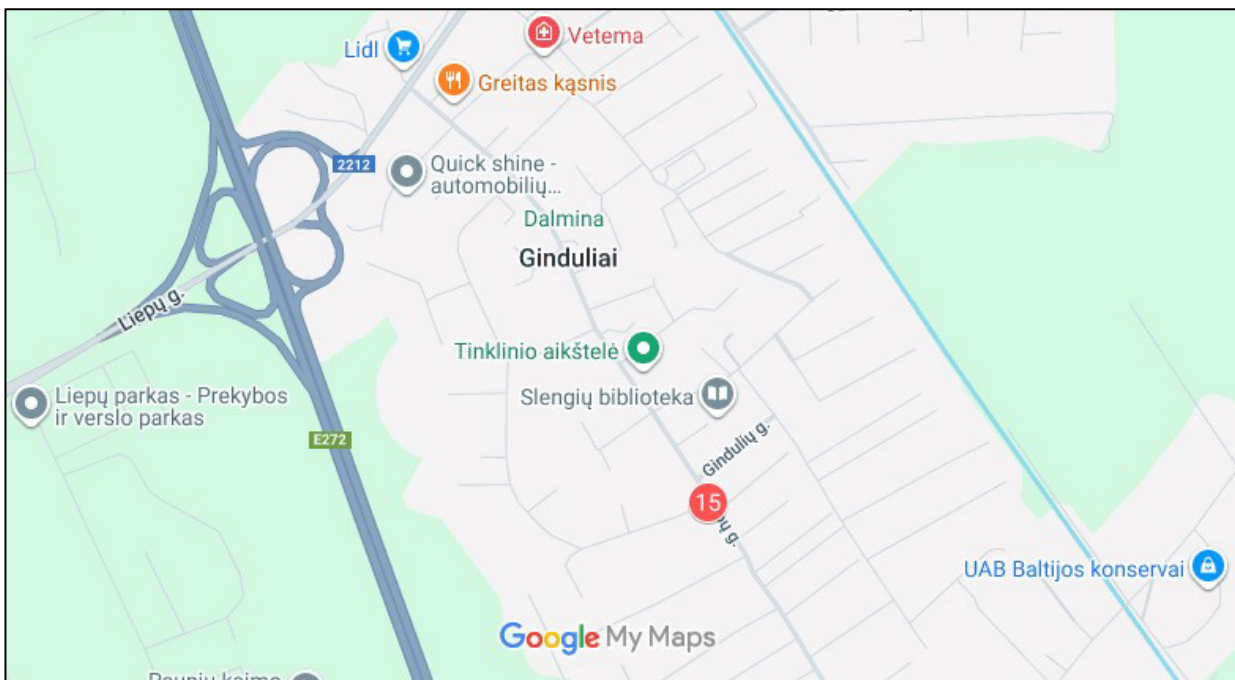 Vetema
Lidl
Greitas kąsnis
2212
Quick shine -
automobilių...
Dalmina
Ginduliai
Liepų g.
Tinklinio aikštelė
Slengių biblioteka
Liepų parkas - Prekybos
ir verslo parkas
E272
Gindulių g.
15
UAB Baltijos konservai
Google My Maps